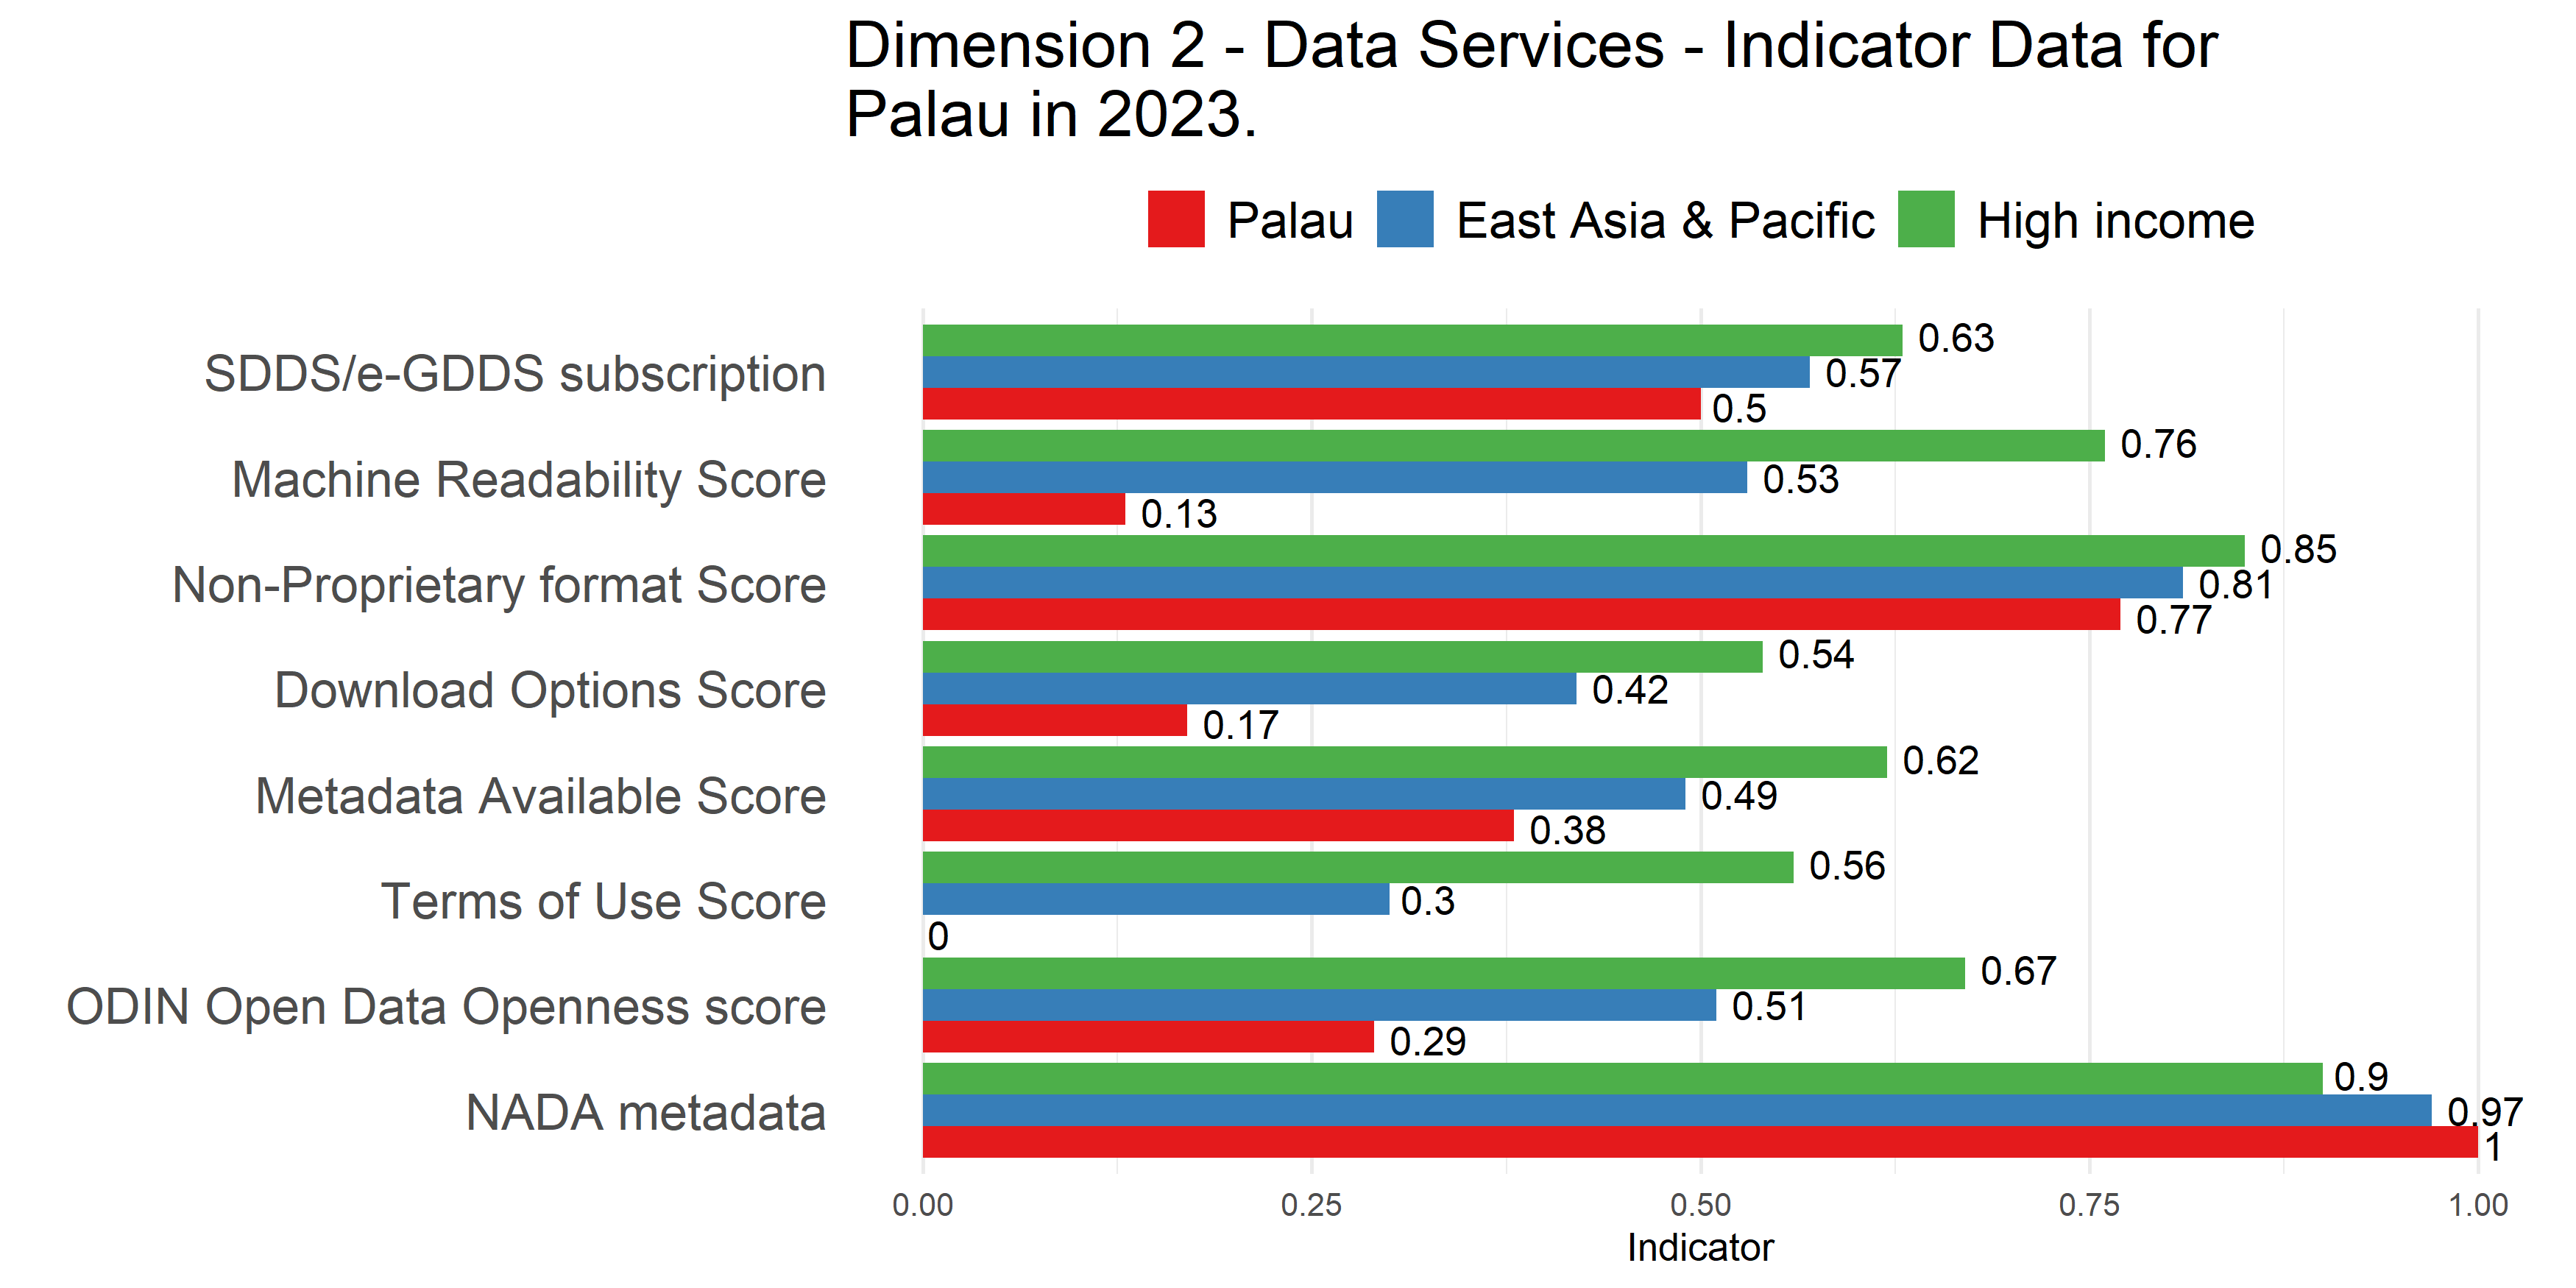 Dimension 2 - Data Services - Indicator Data for
Palau in 2023.
Palau East Asia & Pacific High income
SDDS/e-GDDS subscription
0.63
0.57
0.5
Machine Readability Score
0.76
0.53
0.13
Non-Proprietary format Score
0.85
0.81
0.77
Download Options Score
0.54
0.42
0.17
Metadata Available Score
0.62
0.49
0.38
Terms of Use Score
0.56
0.3
0
ODIN Open Data Openness score
0.67
0.51
0.29
NADA metadata
0.9
0.97
1
0.00 0.25 0.50 0.75 1.00
Indicator